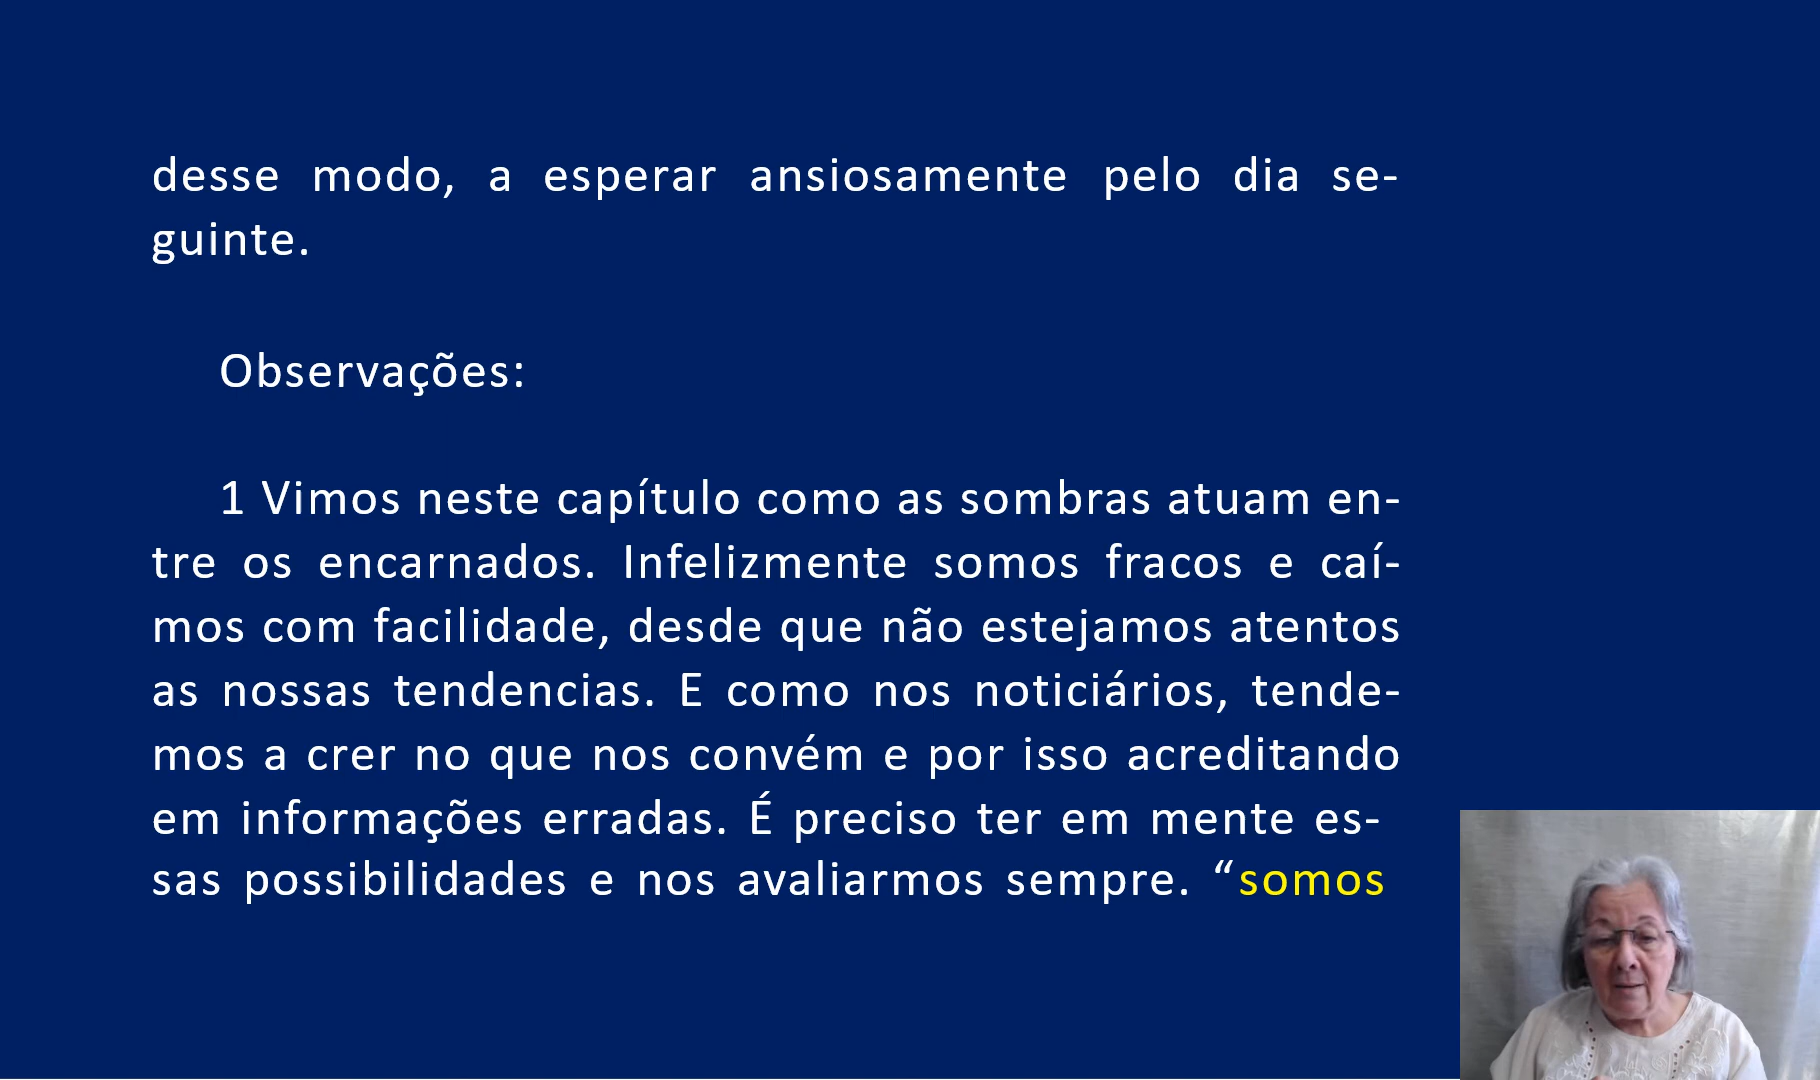 desse modo, a esperar ansiosamente pelo dia se-
guinte.
Observações:
1 Vimos neste capítulo como as sombras atuam en-
tre os encarnados. Infelizmente somos fracos e caí-
mos com facilidade, desde que não estejamos atentos
as nossas tendencias. E como nos noticiários, tende-
mos a crer no que nos convém e por isso acreditando
em informações erradas. É preciso ter em mente es-
sas possibilidades e nos avaliarmos sempre. “somos